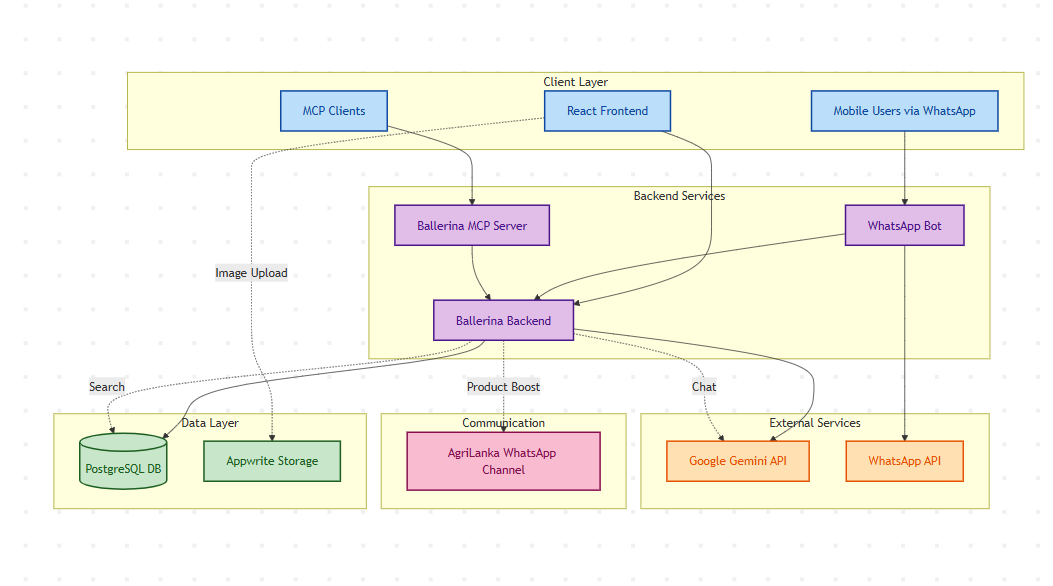 Client Layer
MCP Clients
React Frontend
Mobile Users via WhatsApp
Backend Services
Ballerina MCP Server
WhatsApp Bot
Image Upload
Ballerina Backend
Search
Product Boost
Chat
Data Layer
Communication
External Services
PostgreSQL DB
Appwrite Storage
AgriLanka WhatsApp
Channel
Google Gemini API
WhatsApp API